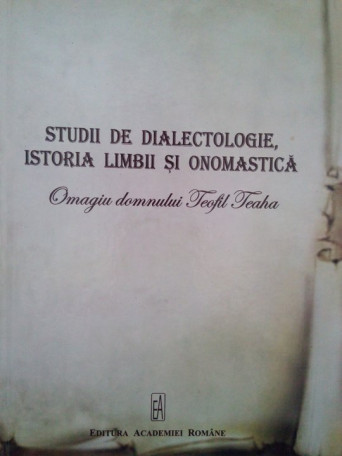 STUDII DE DIALECTOLOGIE,
ISTORIA LIMBII ȘI ONOMASTICĂ
Omagiu domnului Teofil Teaha
EA
EDITURA ACADEMIEI ROMÂNE